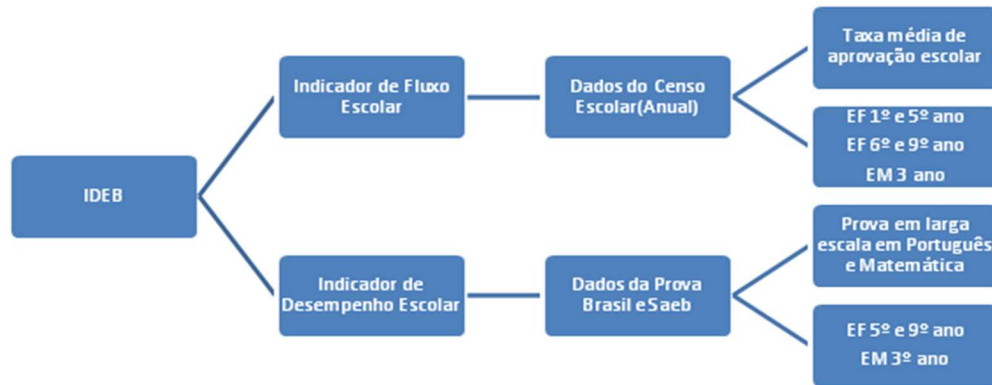 IDEB
Indicador de Fluxo
Escolar
Dados do Censo
Escolar(Anual)
Taxa média de
aprovação escolar
EF 1º e 5º ano
EF 6º e 9º ano
EM 3 ano
Indicador de
Desempenho Escolar
Dados da Prova
Brasil e Saeb
Prova em larga
escala em Português
e Matemática
EF 5º e 9º ano
EM 3º ano